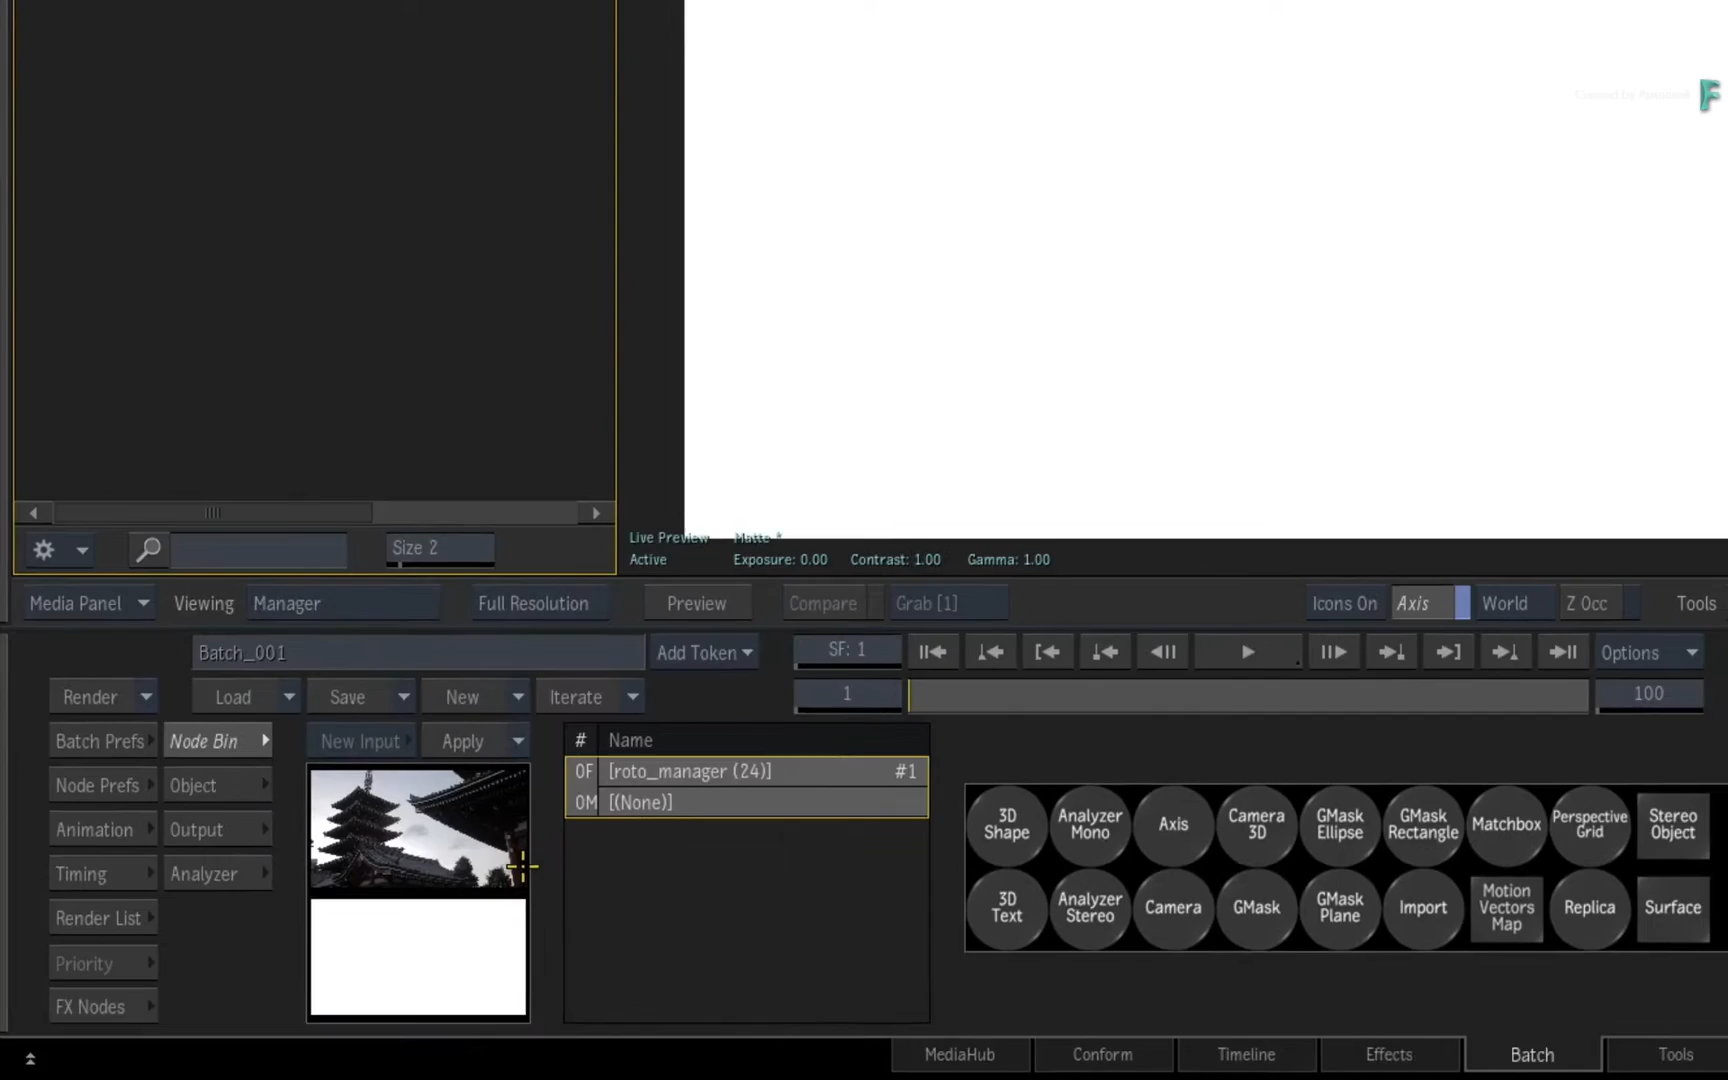 F
Size 2
Live Preview Matte *
Active Exposure: 0.00 Contrast: 1.00 Gamma: 1.00
Media Panel Viewing Manager Full Resolution Preview Compare Grab [1] Icons On Axis World Z Occ Tools
Batch_001 Add Token SF: 1 Options
Render Load Save New Iterate 1 100
Batch Prefs Node Bin New Input Apply # Name
Node Prefs Object 0F [roto_manager (24)] #1
0M [(None)]
Animation Output
Timing Analyzer
Render List
Priority
FX Nodes
3D Shape Analyzer Mono Axis Camera 3D GMask Ellipse GMask Rectangle Matchbox Perspective Grid Stereo Object
3D Text Analyzer Stereo Camera GMask GMask Plane Import Motion Vectors Map Replica Surface
MediaHub Conform Timeline Effects Batch Tools